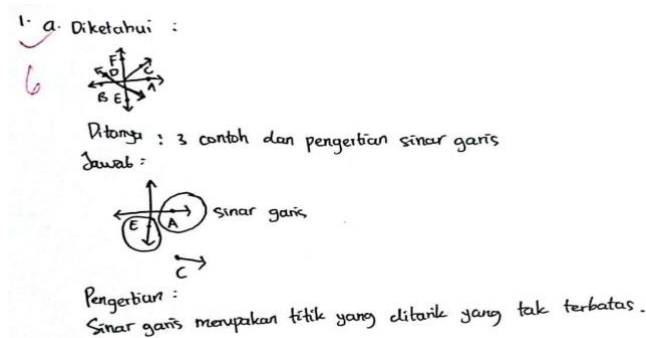 1. a. Diketahui :
6
F
D C
A
B E
Ditanya : 3 contoh dan pengertian sinar garis
Jawab :
E A sinar garis
C
Pengertian :
Sinar garis merupakan titik yang ditarik yang tak terbatas.